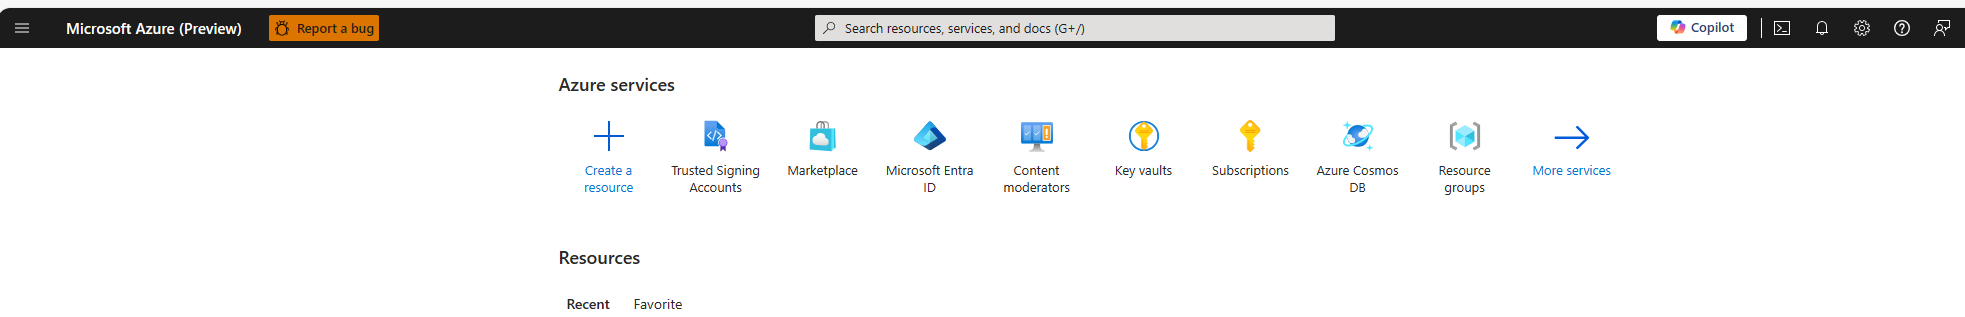 Microsoft Azure (Preview)
Report a bug
Search resources, services, and docs (G+/)
Copilot
Azure services
Create a
resource
Trusted Signing
Accounts
Marketplace
Microsoft Entra
ID
Content
moderators
Key vaults
Subscriptions
Azure Cosmos
DB
Resource
groups
More services
Resources
Recent
Favorite